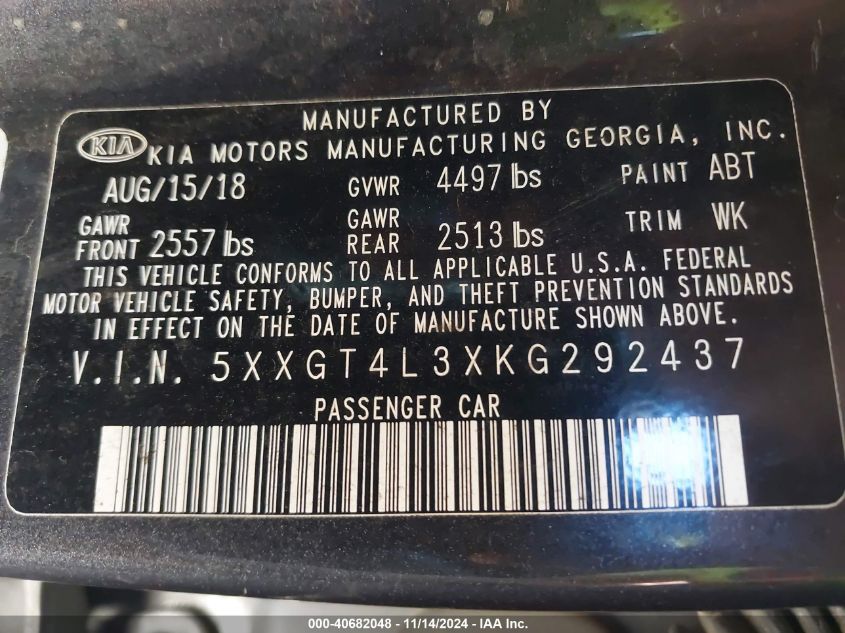 MANUFACTURED BY
KIA KIA MOTORS MANUFACTURING GEORGIA, INC.
AUG/15/18 GVWR 4497 lbs PAINT ABT
GAWR FRONT 2557 lbs GAWR REAR 2513 lbs TRIM WK
THIS VEHICLE CONFORMS TO ALL APPLICABLE U.S.A. FEDERAL
MOTOR VEHICLE SAFETY, BUMPER, AND THEFT PREVENTION STANDARDS
IN EFFECT ON THE DATE OF MANUFACTURE SHOWN ABOVE.
V.I.N. 5XXGT4L3XKG292437
PASSENGER CAR
000-40682048 - 11/14/2024 - IAA Inc.